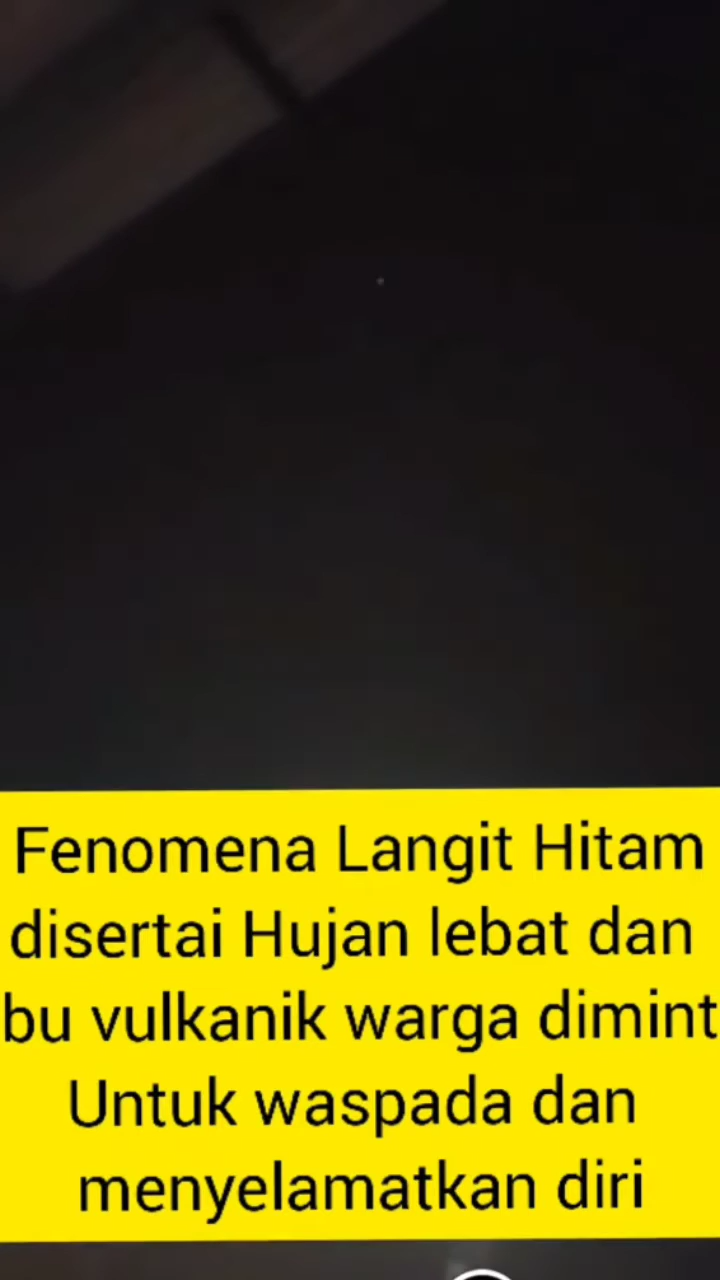 Fenomena Langit Hitam
disertai Hujan lebat dan
bu vulkanik warga dimint
Untuk waspada dan
menyelamatkan diri